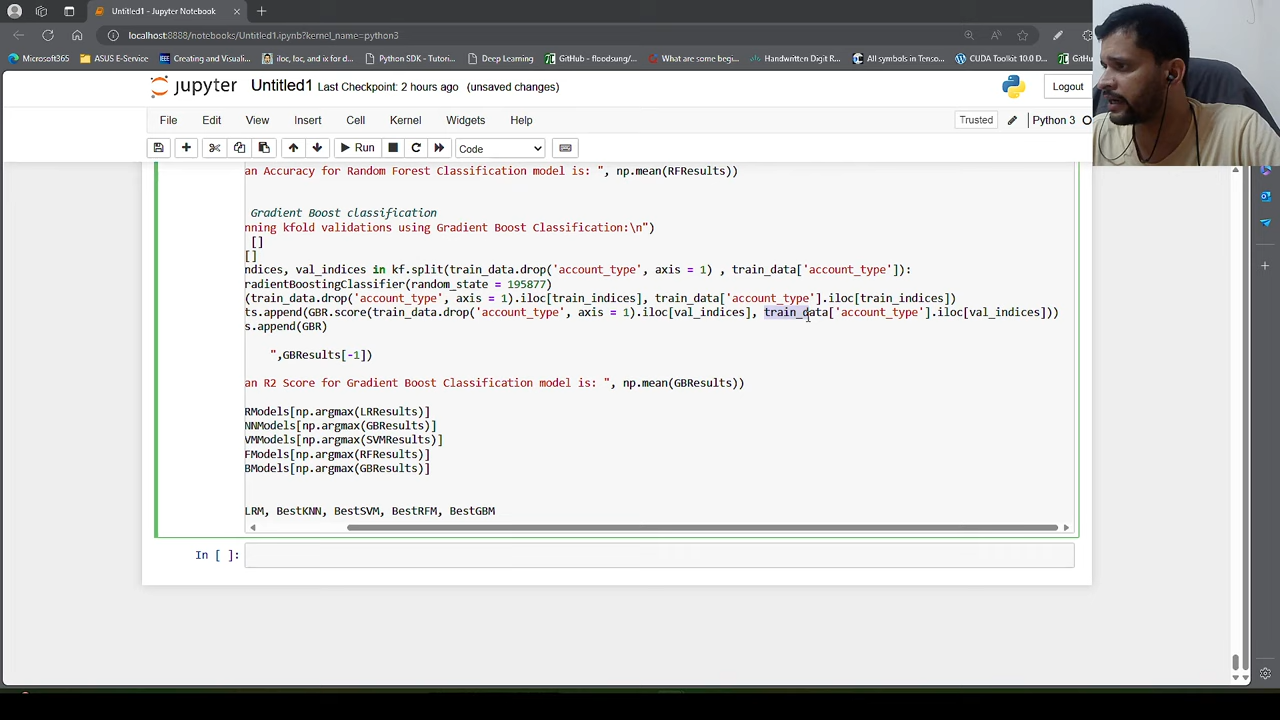 Untitled1 - Jupyter Notebook
localhost:8888/notebooks/Untitled1.ipynb?kernel_name=python3
Microsoft365
ASUS E-Service
Creating and Visuali...
iloc, loc, and ix for d...
Python SDK - Tutori...
Deep Learning
GitHub - floodsung/...
What are some begi...
Handwritten Digit R...
All symbols in Tenso...
CUDA Toolkit 10.0 D...
jupyter Untitled1 Last Checkpoint: 2 hours ago (unsaved changes)
Logout
File Edit View Insert Cell Kernel Widgets Help
Trusted Python 3
Run Code
an Accuracy for Random Forest Classification model is: ", np.mean(RFResults))
Gradient Boost classification
nning kfold validations using Gradient Boost Classification:\n")
[]
[]
ndices, val_indices in kf.split(train_data.drop('account_type', axis = 1) , train_data['account_type']):
radientBoostingClassifier(random_state = 195877)
(train_data.drop('account_type', axis = 1).iloc[train_indices], train_data['account_type'].iloc[train_indices])
ts.append(GBR.score(train_data.drop('account_type', axis = 1).iloc[val_indices], train_data['account_type'].iloc[val_indices]))
s.append(GBR)
",GBResults[-1])
an R2 Score for Gradient Boost Classification model is: ", np.mean(GBResults))
RModels[np.argmax(LRResults)]
NNModels[np.argmax(GBResults)]
VMModels[np.argmax(SVMResults)]
FModels[np.argmax(RFResults)]
BModels[np.argmax(GBResults)]
LRM, BestKNN, BestSVM, BestRFM, BestGBM
In [ ]: